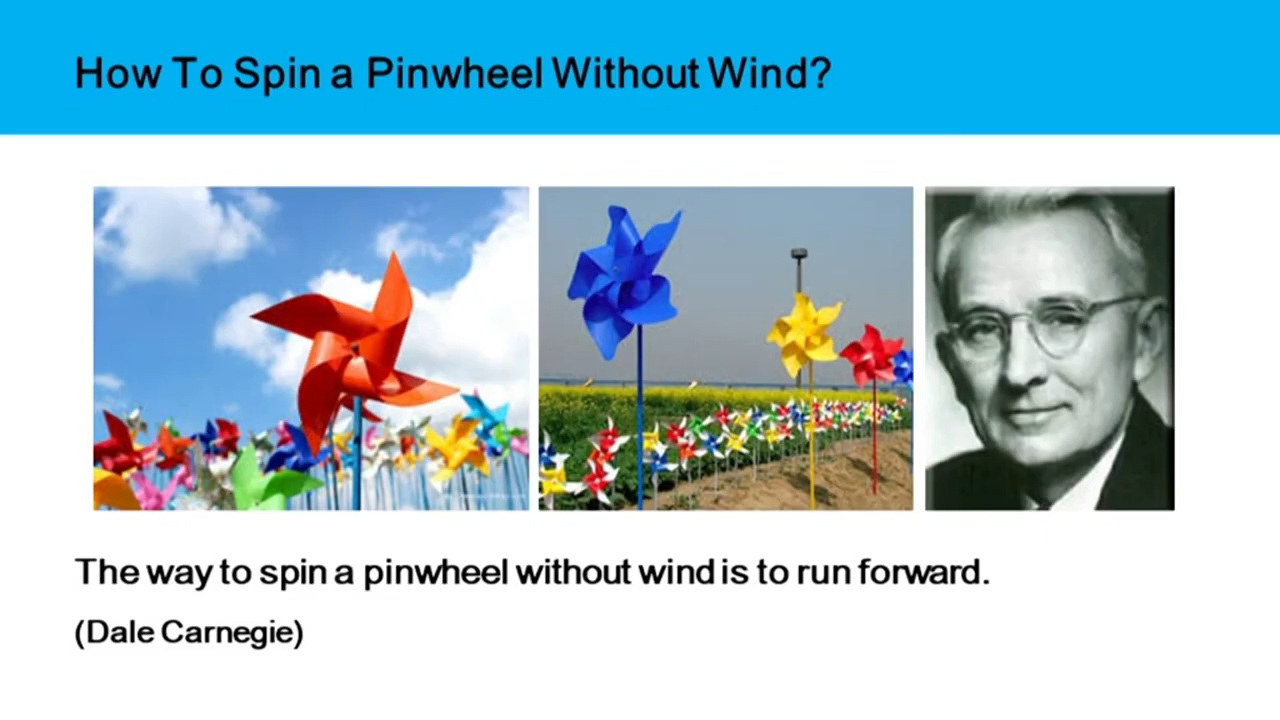 How To Spin a Pinwheel Without Wind?
The way to spin a pinwheel without wind is to run forward.
(Dale Carnegie)